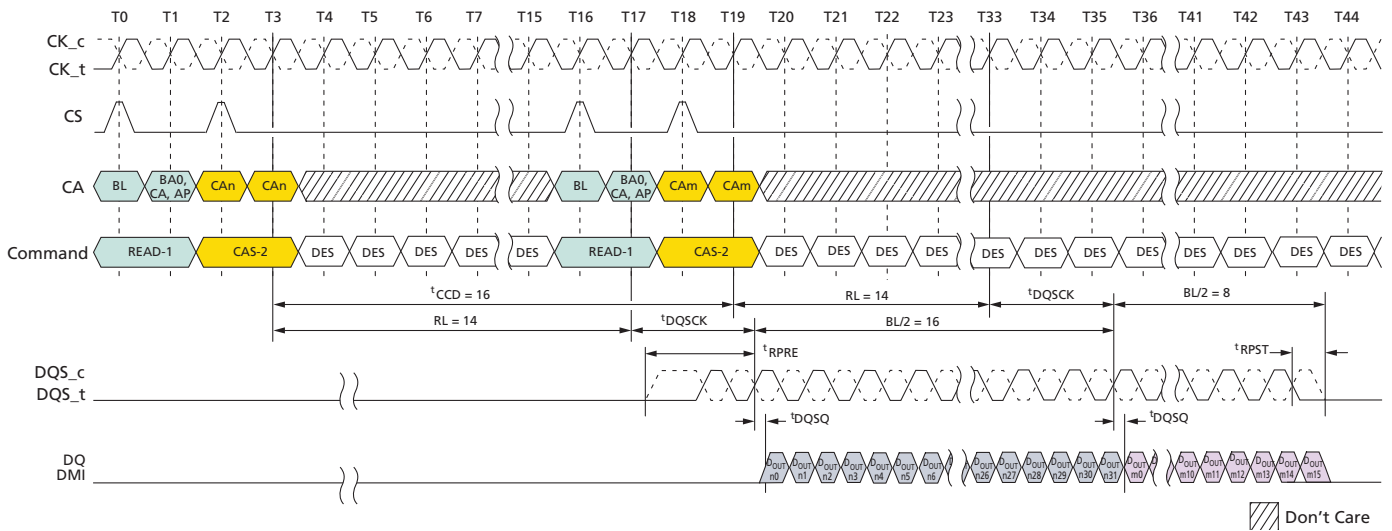 T0 T1 T2 T3 T4 T5 T6 T7 T15 T16 T17 T18 T19 T20 T21 T22 T23 T33 T34 T35 T36 T41 T42 T43 T44
CK_c
CK_t
CS
CA BL BA0, CA, AP CAn CAn BL BA0, CA, AP CAm CAm
Command READ-1 CAS-2 DES DES DES DES DES READ-1 CAS-2 DES DES DES DES DES DES DES DES DES DES DES DES
tCCD = 16 RL = 14 tDQSCK BL/2 = 8
RL = 14 tDQSCK BL/2 = 16
tRPRE tRPST
DQS_c
DQS_t
tDQSQ tDQSQ
DQ
DMI
DOUT n0 DOUT n1 DOUT n2 DOUT n3 DOUT n4 DOUT n5 DOUT n6 DOUT n26 DOUT n27 DOUT n28 DOUT n29 DOUT n30 DOUT n31 DOUT m0 DOUT m10 DOUT m11 DOUT m12 DOUT m13 DOUT m14 DOUT m15
Don't Care